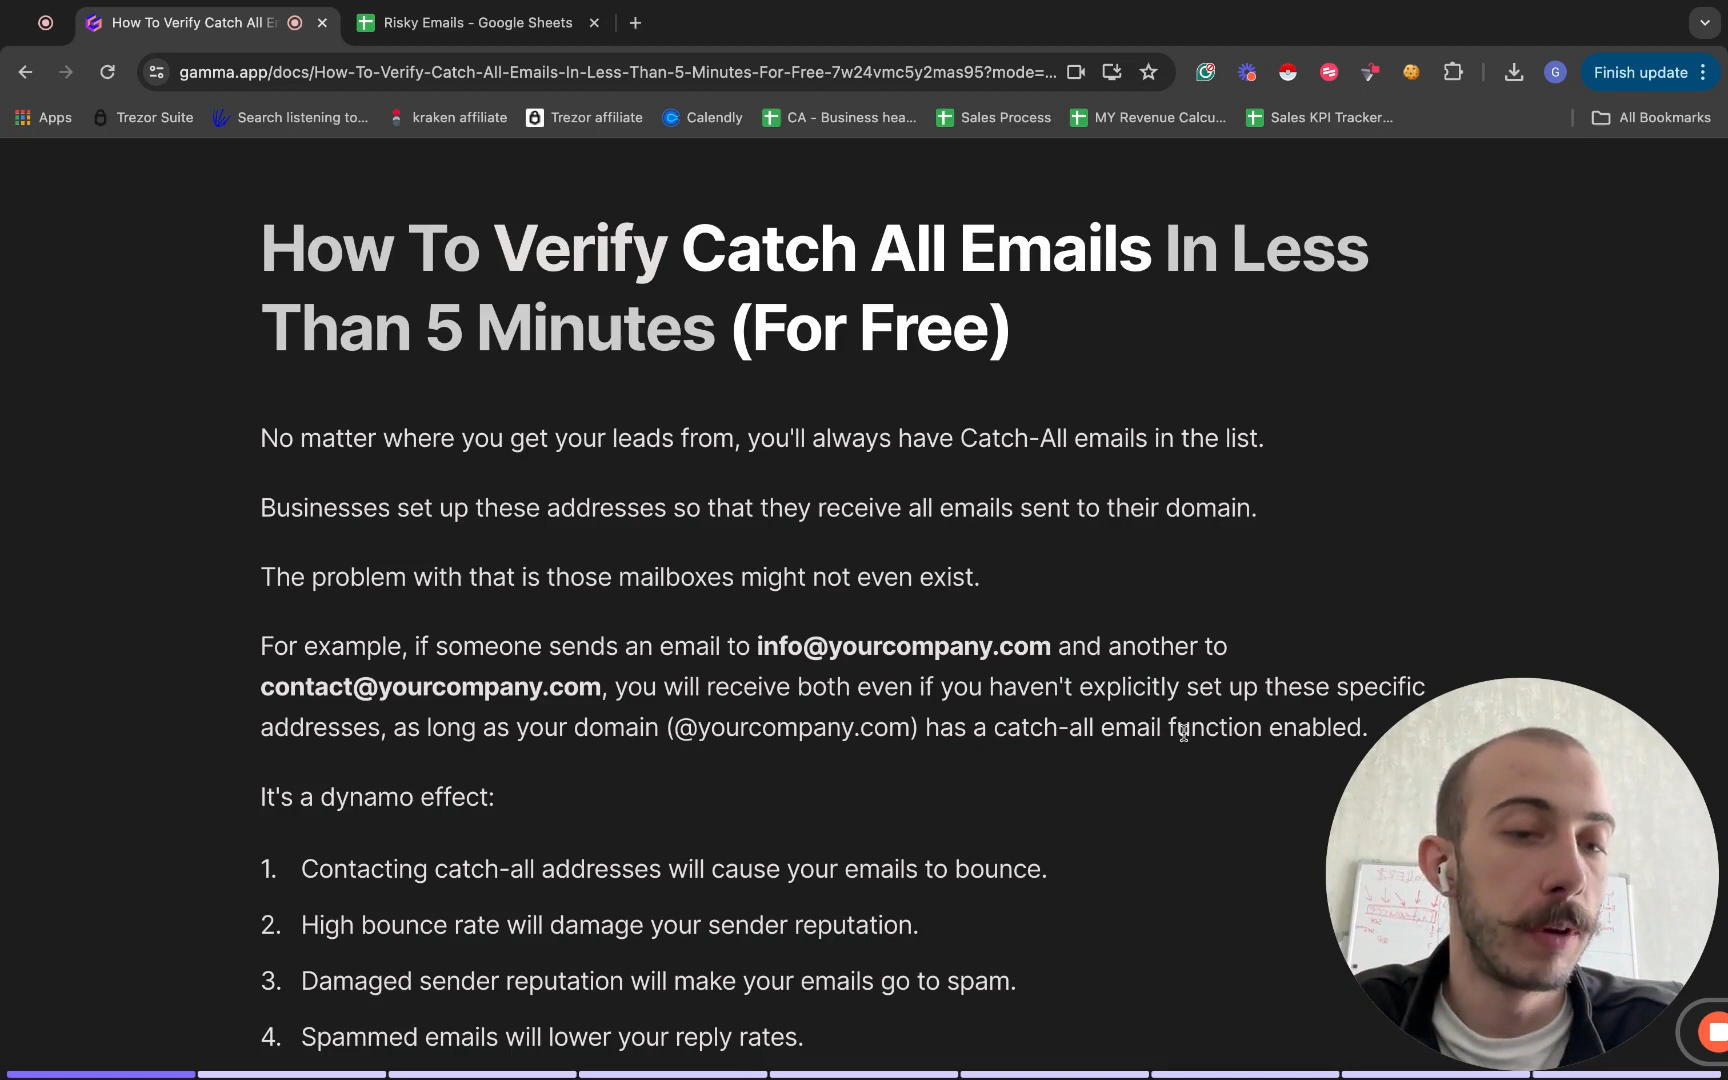 How To Verify Catch All E
Risky Emails - Google Sheets
gamma.app/docs/How-To-Verify-Catch-All-Emails-In-Less-Than-5-Minutes-For-Free-7w24vmc5y2mas95?mode=...
G
Finish update
Apps
Trezor Suite
Search listening to...
kraken affiliate
Trezor affiliate
Calendly
CA - Business hea...
Sales Process
MY Revenue Calcu...
Sales KPI Tracker...
All Bookmarks
How To Verify Catch All Emails In Less
Than 5 Minutes (For Free)
No matter where you get your leads from, you'll always have Catch-All emails in the list.
Businesses set up these addresses so that they receive all emails sent to their domain.
The problem with that is those mailboxes might not even exist.
For example, if someone sends an email to info@yourcompany.com and another to
contact@yourcompany.com, you will receive both even if you haven't explicitly set up these specific
addresses, as long as your domain (@yourcompany.com) has a catch-all email function enabled.
It's a dynamo effect:
1. Contacting catch-all addresses will cause your emails to bounce.
2. High bounce rate will damage your sender reputation.
3. Damaged sender reputation will make your emails go to spam.
4. Spammed emails will lower your reply rates.